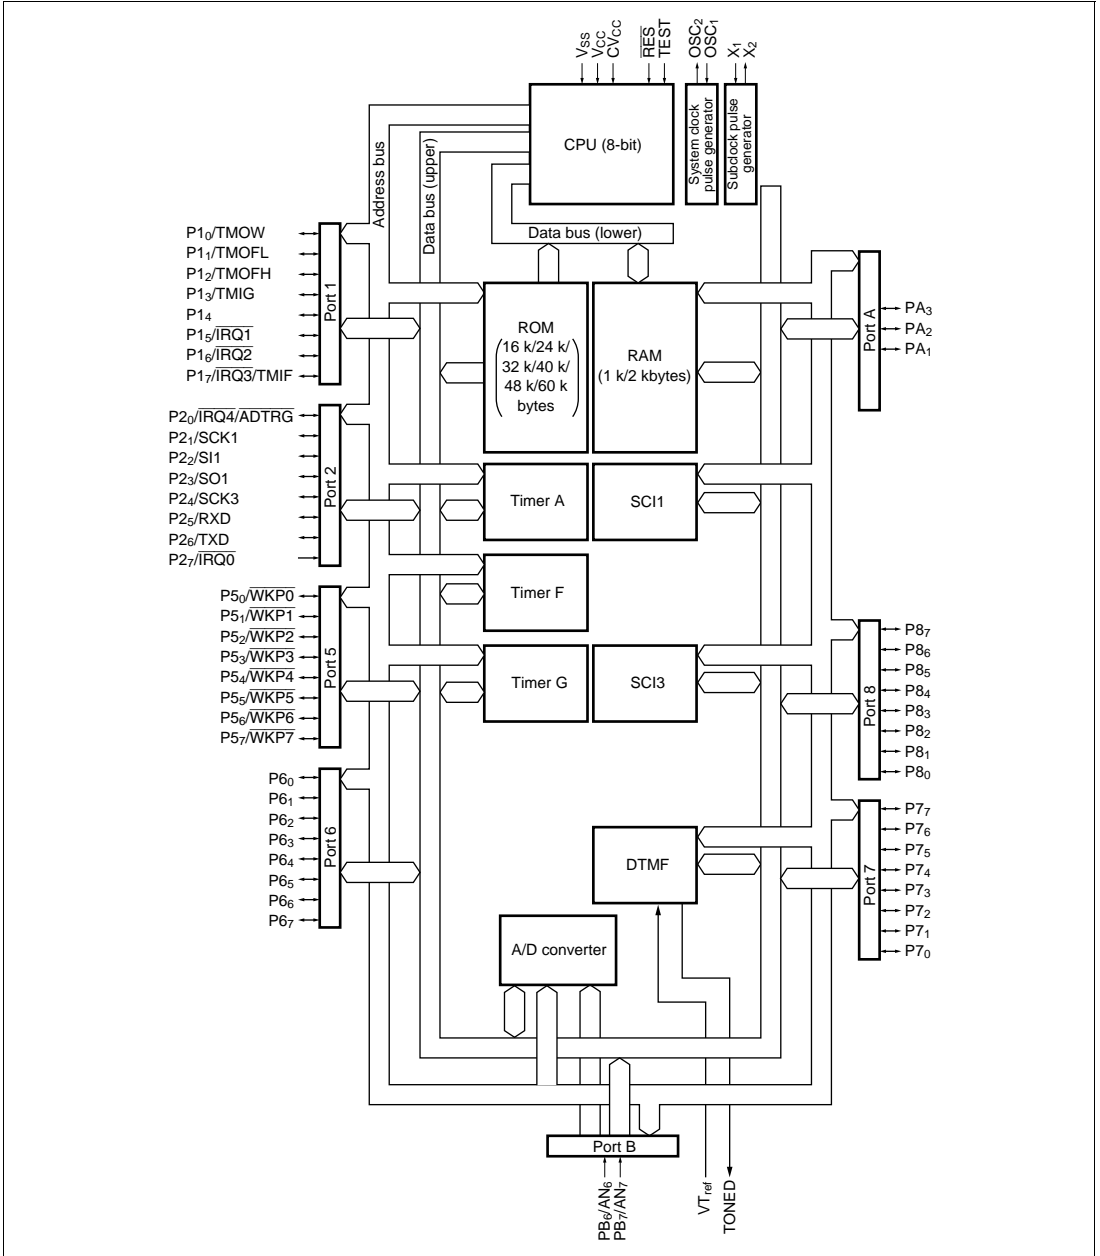 VSS
VCC
CVCC
RES
TEST
OSC2
OSC1
X1
X2
CPU (8-bit)
System clock
pulse generator
Subdock pulse
generator
Address bus
Data bus (upper)
Data bus (lower)
P10/TMOW
P11/TMOFL
P12/TMOFH
P13/TMIG
P14
P15/IRQ1
P16/IRQ2
P17/IRQ3/TMIF
Port 1
ROM
16 k/24 k/
32 k/40 k/
48 k/60 k
bytes
RAM
(1 k/2 kbytes)
Port A
PA3
PA2
PA1
P20/IRQ4/ADTRG
P21/SCK1
P22/SI1
P23/SO1
P24/SCK3
P25/RXD
P26/TXD
P27/IRQ0
Port 2
Timer A
SCI1
Timer F
P50/WKP0
P51/WKP1
P52/WKP2
P53/WKP3
P54/WKP4
P55/WKP5
P56/WKP6
P57/WKP7
Port 5
Timer G
SCI3
Port 8
P87
P86
P85
P84
P83
P82
P81
P80
P60
P61
P62
P63
P64
P65
P66
P67
Port 6
DTMF
Port 7
P77
P76
P75
P74
P73
P72
P71
P70
A/D converter
Port B
PB6/AN6
PB7/AN7
VTref
TONED